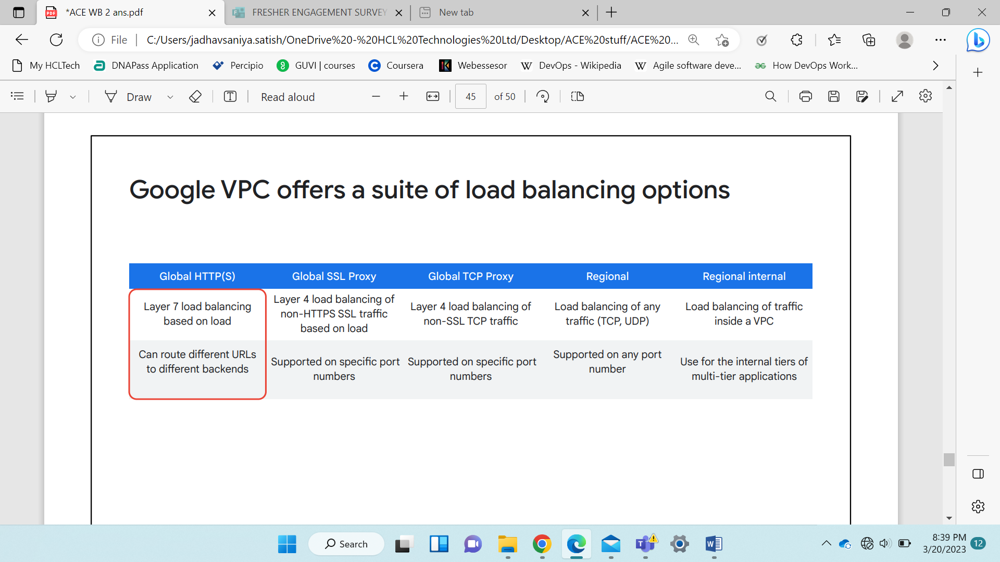 *ACE WB 2 ans.pdf
FRESHER ENGAGEMENT SURVEY
New tab
File
C:/Users/jadhavsaniya.satish/OneDrive%20-%20HCL%20Technologies%20Ltd/Desktop/ACE%20stuff/ACE%20...
My HCLTech
DNAPass Application
Percipio
GUVI | courses
Coursera
Webessesor
DevOps - Wikipedia
Agile software deve...
How DevOps Work...
Draw
Read aloud
45
of 50
Google VPC offers a suite of load balancing options
Global HTTP(S)
Global SSL Proxy
Global TCP Proxy
Regional
Regional internal
Layer 7 load balancing
based on load
Layer 4 load balancing of
non-HTTPS SSL traffic
based on load
Layer 4 load balancing of
non-SSL TCP traffic
Load balancing of any
traffic (TCP, UDP)
Load balancing of traffic
inside a VPC
Can route different URLs
to different backends
Supported on specific port
numbers
Supported on specific port
numbers
Supported on any port
number
Use for the internal tiers of
multi-tier applications
Search
8:39 PM
3/20/2023
12